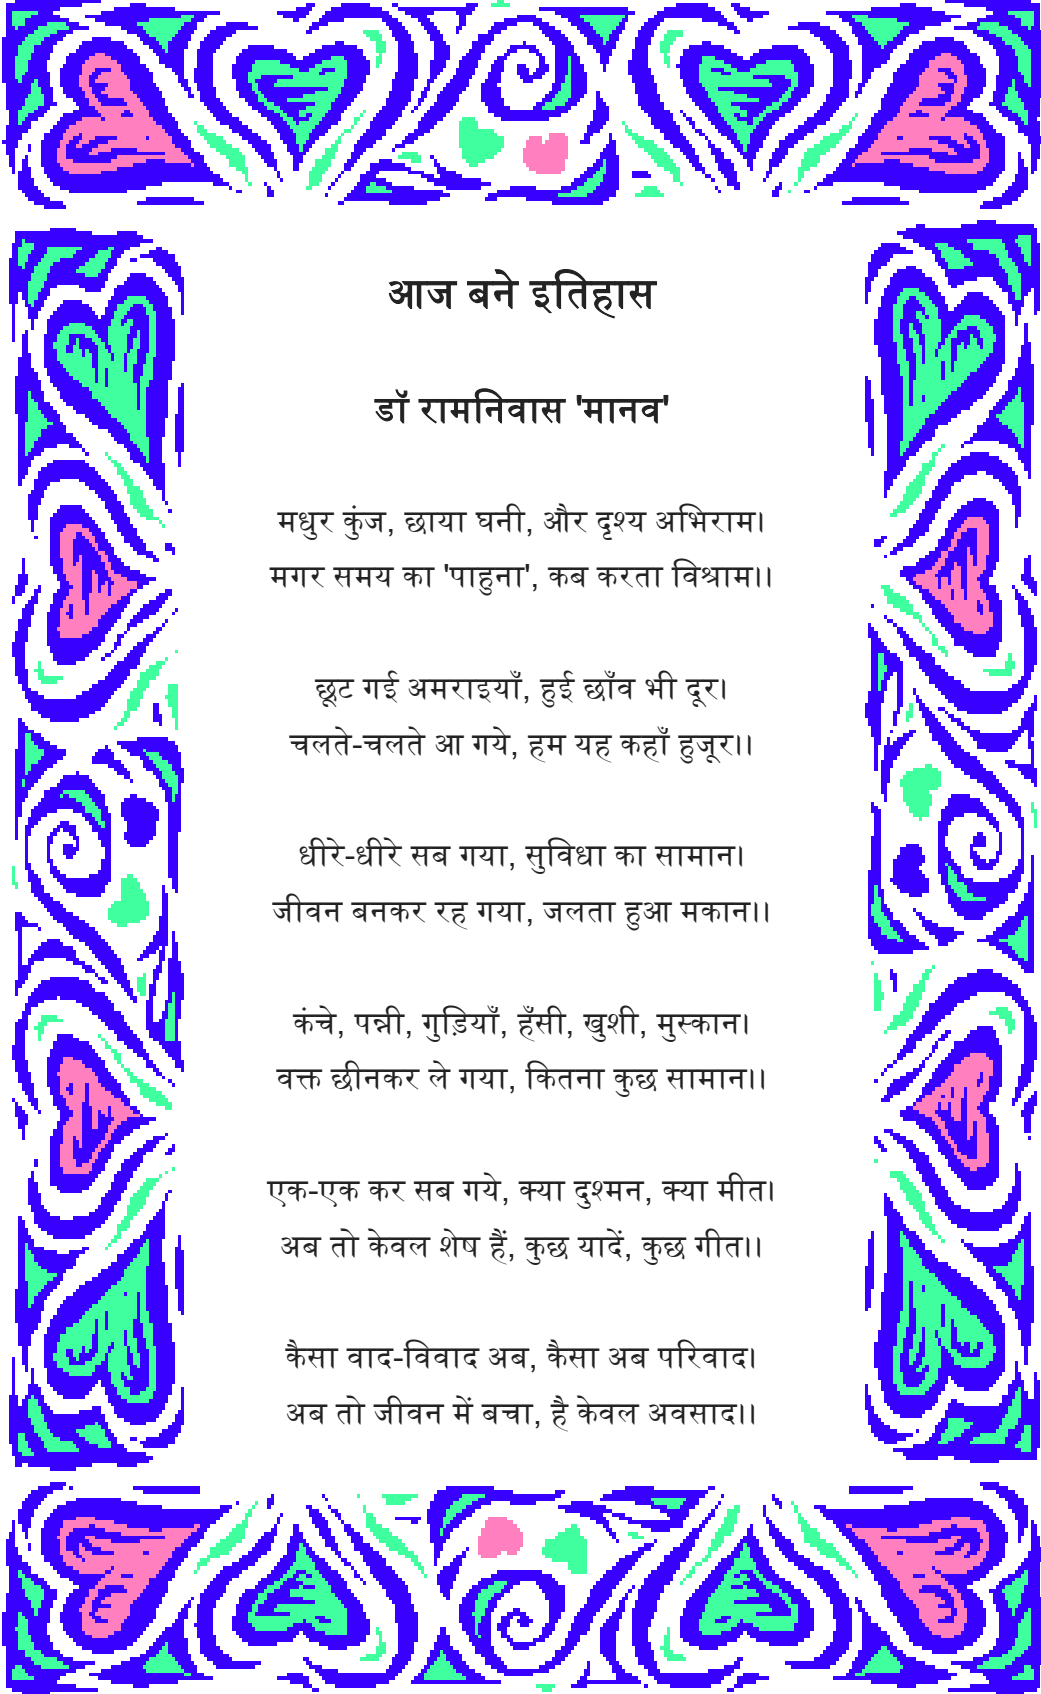 आज बने इतिहास
डॉ रामनिवास 'मानव'
मधुर कुंज, छाया घनी, और दृश्य अभिराम।
मगर समय का 'पाहुना', कब करता विश्राम।।
छूट गई अमराइयाँ, हुई छाँव भी दूर।
चलते-चलते आ गये, हम यह कहाँ हुजूर।।
धीरे-धीरे सब गया, सुविधा का सामान।
जीवन बनकर रह गया, जलता हुआ मकान।।
कंचे, पन्नी, गुड़ियाँ, हँसी, खुशी, मुस्कान।
वक्त छीनकर ले गया, कितना कुछ सामान।।
एक-एक कर सब गये, क्या दुश्मन, क्या मीत।
अब तो केवल शेष हैं, कुछ यादें, कुछ गीत।।
कैसा वाद-विवाद अब, कैसा अब परिवाद।
अब तो जीवन में बचा, है केवल अवसाद।।